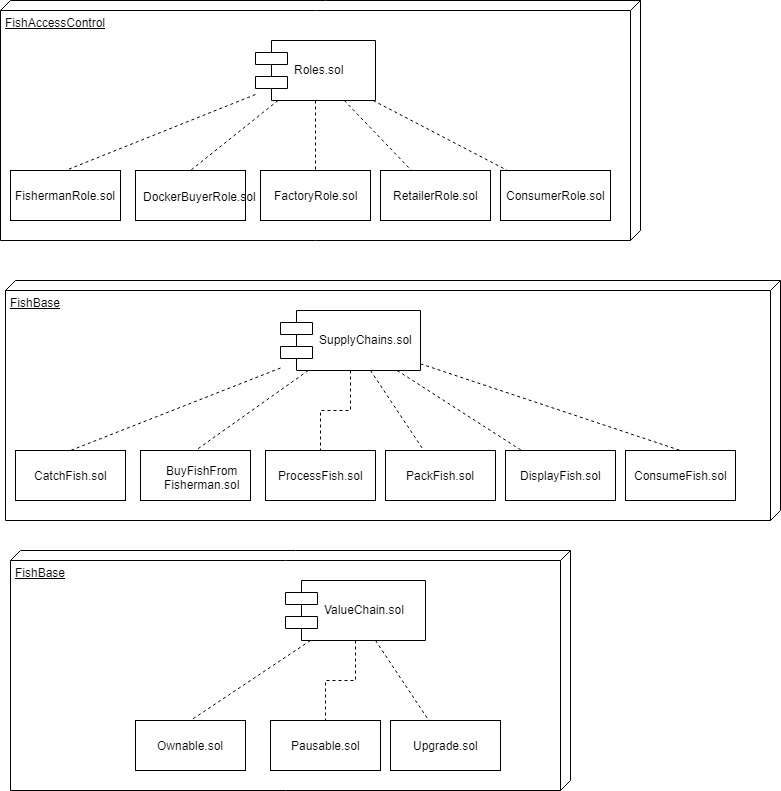 FishAccessControl
Roles.sol
FishermanRole.sol
DockerBuyerRole.sol
FactoryRole.sol
RetailerRole.sol
ConsumerRole.sol
FishBase
SupplyChains.sol
CatchFish.sol
BuyFishFrom
Fisherman.sol
ProcessFish.sol
PackFish.sol
DisplayFish.sol
ConsumeFish.sol
FishBase
ValueChain.sol
Ownable.sol
Pausable.sol
Upgrade.sol